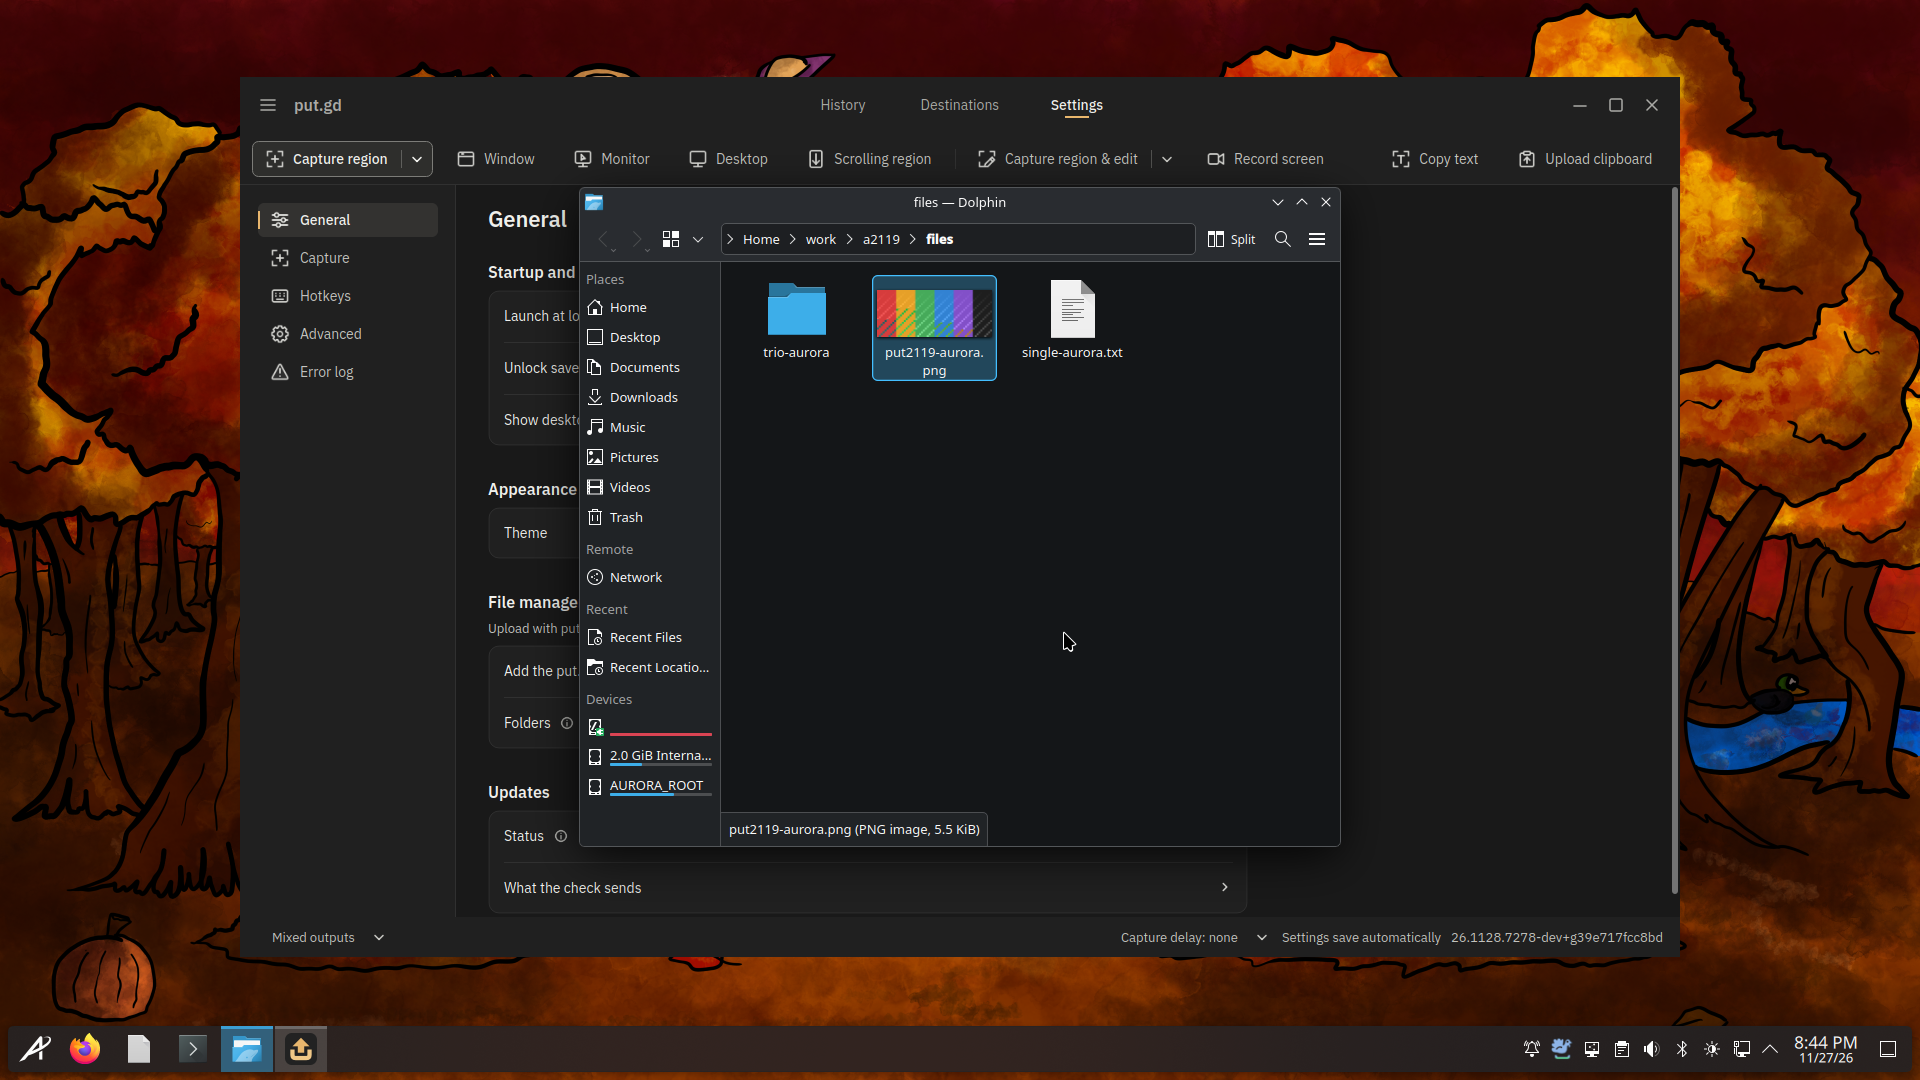 put.gd
History
Destinations
Settings
Capture region
Window
Monitor
Desktop
Scrolling region
Capture region & edit
Record screen
Copy text
Upload clipboard
General
Capture
Hotkeys
Advanced
Error log
General
Startup and
Launch at lo
Unlock save
Show deskto
Appearance
Theme
File manage
Upload with put
Add the put.
Folders
Updates
Status
What the check sends
files — Dolphin
Home
work
a2119
files
Split
Places
Home
Desktop
Documents
Downloads
Music
Pictures
Videos
Trash
Remote
Network
Recent
Recent Files
Recent Locatio...
Devices
2.0 GiB Interna...
AURORA_ROOT
trio-aurora
put2119-aurora.
png
single-aurora.txt
put2119-aurora.png (PNG image, 5.5 KiB)
Mixed outputs
Capture delay: none
Settings save automatically
26.1128.7278-dev+g39e717fcc8bd
8:44 PM
11/27/26